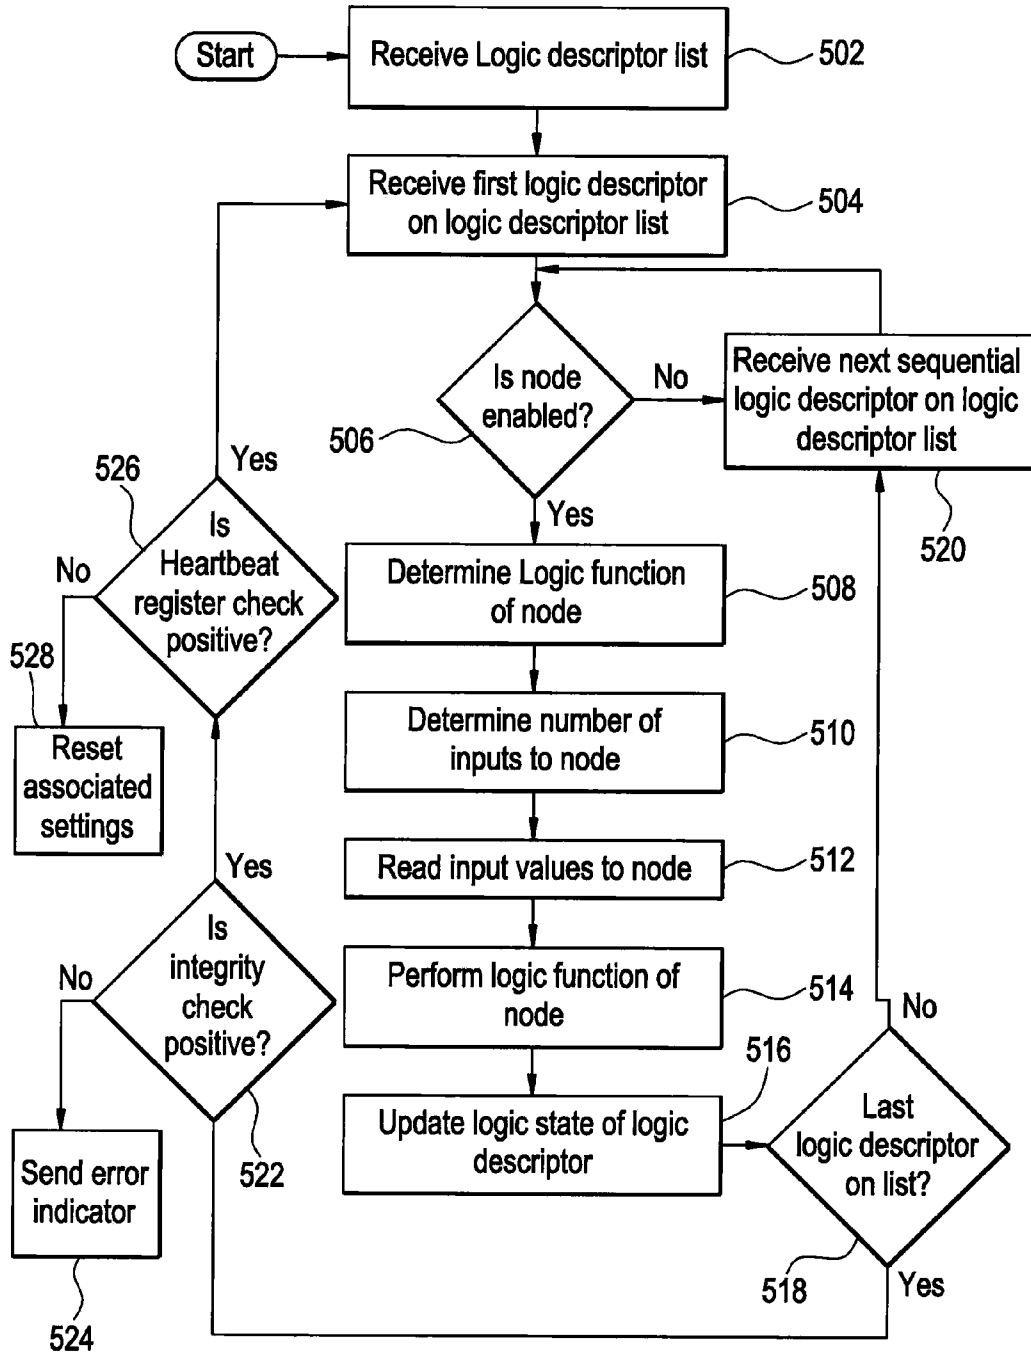 Start
Receive Logic descriptor list
502
Receive first logic descriptor
on logic descriptor list
504
Is node
enabled?
506
No
Receive next sequential
logic descriptor on logic
descriptor list
520
Yes
Determine Logic function
of node
508
Determine number of
inputs to node
510
Read input values to node
512
Perform logic function of
node
514
Update logic state of logic
descriptor
516
Last
logic descriptor
on list?
518
No
Yes
Is
integrity
check
positive?
522
No
Send error
indicator
524
Yes
Is
Heartbeat
register check
positive?
526
No
528
Reset
associated
settings
Yes